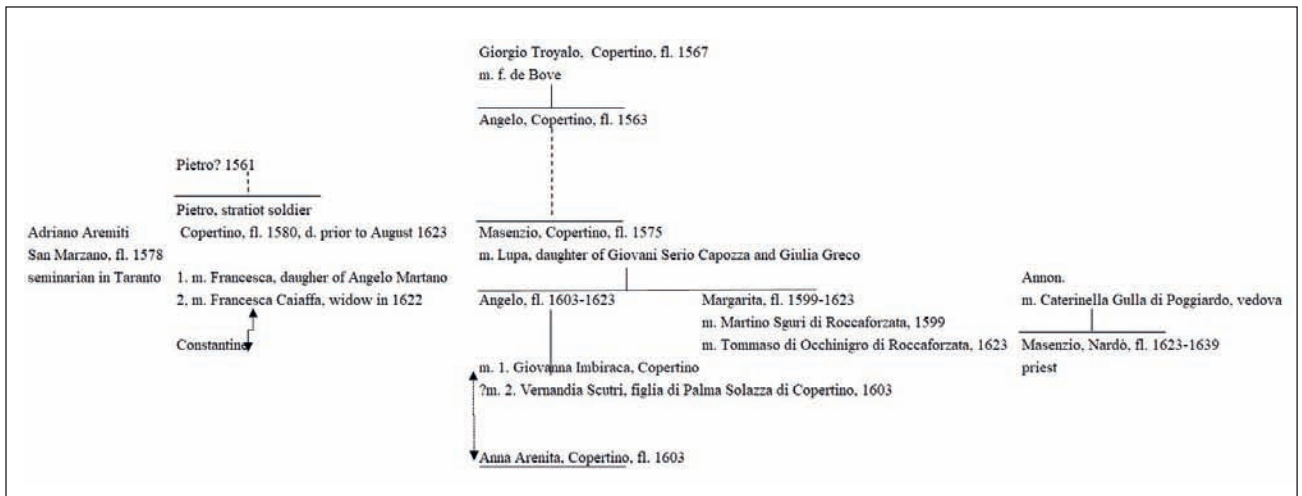 Giorgio Troyalo, Copertino, fl. 1567
m. f. de Bove
Angelo, Copertino, fl. 1563
Pietro? 1561
Pietro, stratiot soldier
Copertino, fl. 1580, d. prior to August 1623
1. m. Francesca, daugher of Angelo Martano
2, m. Francesca Caiaffa, widow in 1622
Constantine
Adriano Aremiti
San Marzano, fl. 1578
seminarian in Taranto
Masenzio, Copertino, fl. 1575
m. Lupa, daughter of Giovani Serio Capozza and Giulia Greco
Angelo, fl. 1603-1623
Margarita, fl. 1599-1623
m. Martino Sguri di Roccaforzata, 1599
m. Tommaso di Occhinigro di Roccaforzata, 1623
m. 1. Giovanna Imbiraca, Copertino
?m. 2. Vernandia Scutri, figlia di Palma Solazza di Copertino, 1603
Anna Arenita, Copertino, fl. 1603
Annon.
m. Caterinella Gulla di Poggiardo, vedova
Masenzio, Nardò, fl. 1623-1639
priest